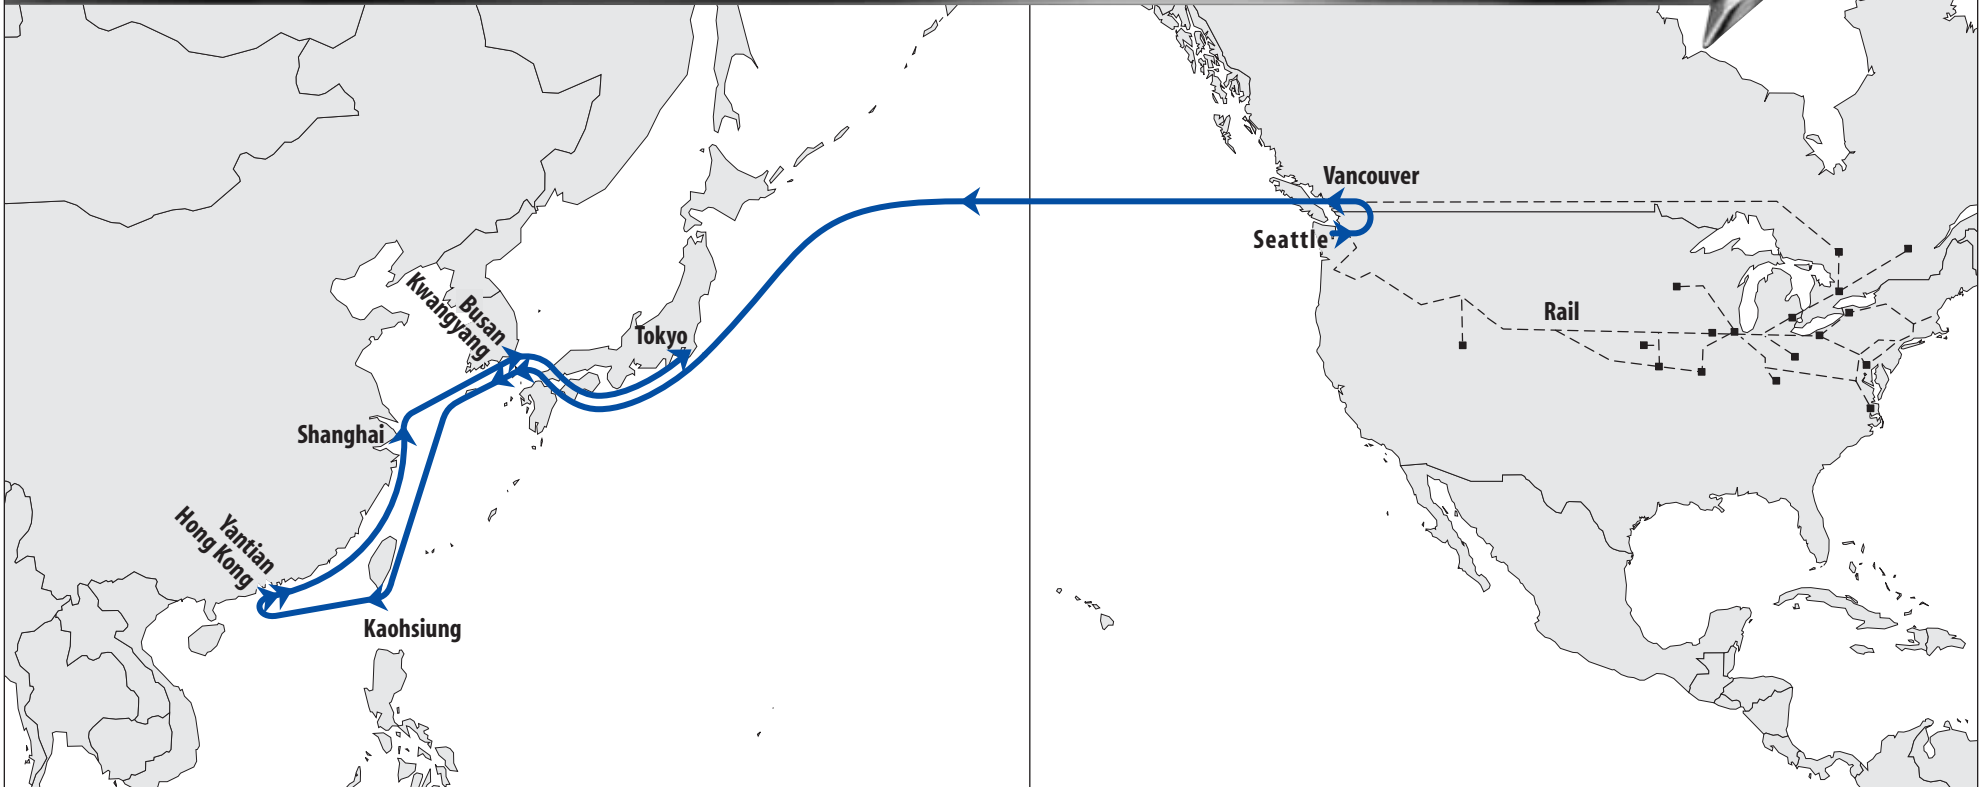 Vancouver
Seattle
Busan
Kwangyang
Tokyo
Rail
Shanghai
Yantian
Hong Kong
Kaohsiung